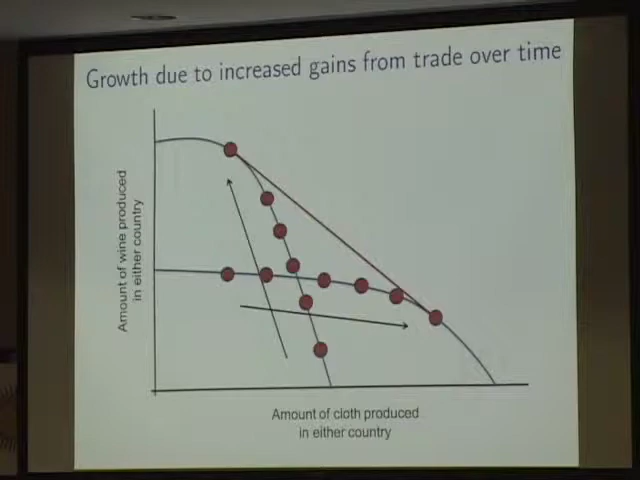 Growth due to increased gains from trade over time
Amount of wine produced
in either country
Amount of cloth produced
in either country